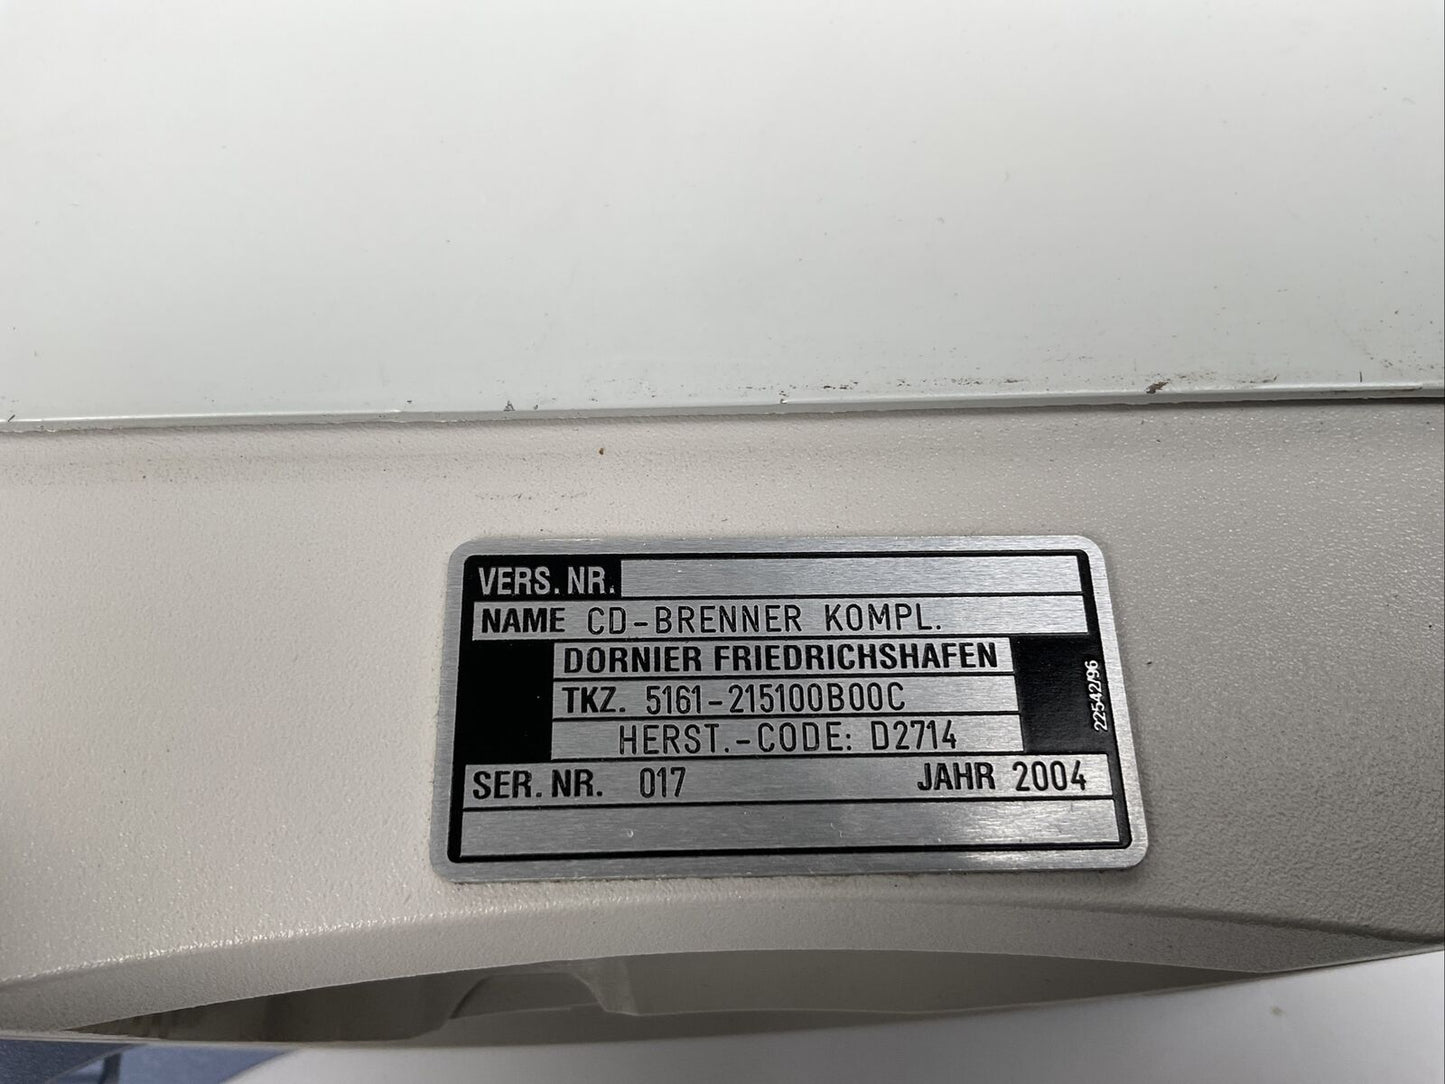 VERS.NR.
NAME CD-BRENNER KOMPL.
DORNIER FRIEDRICHSHAFEN
TKZ. 5161-215100B00C
HERST.-CODE: D2714
SER. NR. 017 JAHR 2004
22542/96